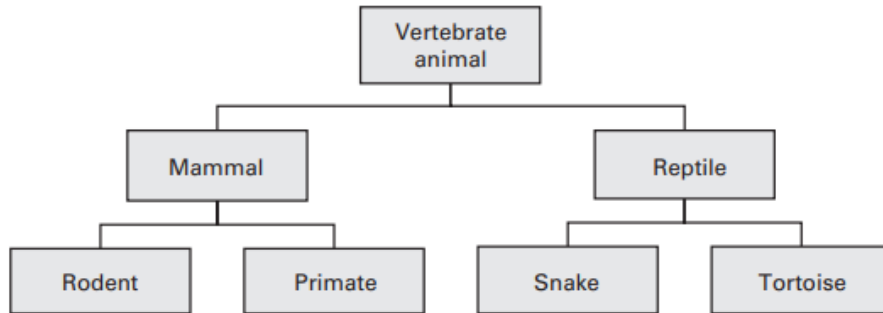 Vertebrate
animal
Mammal
Reptile
Rodent
Primate
Snake
Tortoise